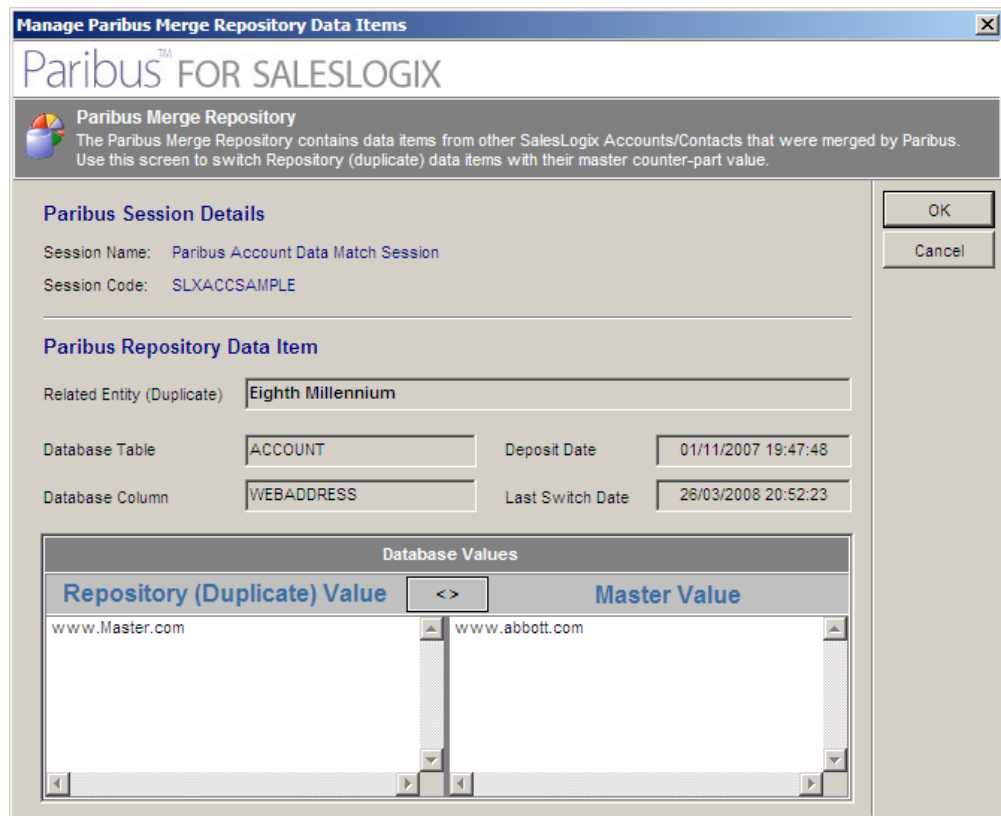 Manage Paribus Merge Repository Data Items
Paribus™ FOR SALESLOGIX
Paribus Merge Repository
The Paribus Merge Repository contains data items from other SalesLogix Accounts/Contacts that were merged by Paribus.
Use this screen to switch Repository (duplicate) data items with their master counter-part value.
Paribus Session Details
OK
Session Name: Paribus Account Data Match Session
Cancel
Session Code: SLXACCSAMPLE
Paribus Repository Data Item
Related Entity (Duplicate) Eighth Millennium
Database Table ACCOUNT Deposit Date 01/11/2007 19:47:48
Database Column WEBADDRESS Last Switch Date 26/03/2008 20:52:23
Database Values
Repository (Duplicate) Value <> Master Value
www.Master.com www.abbott.com